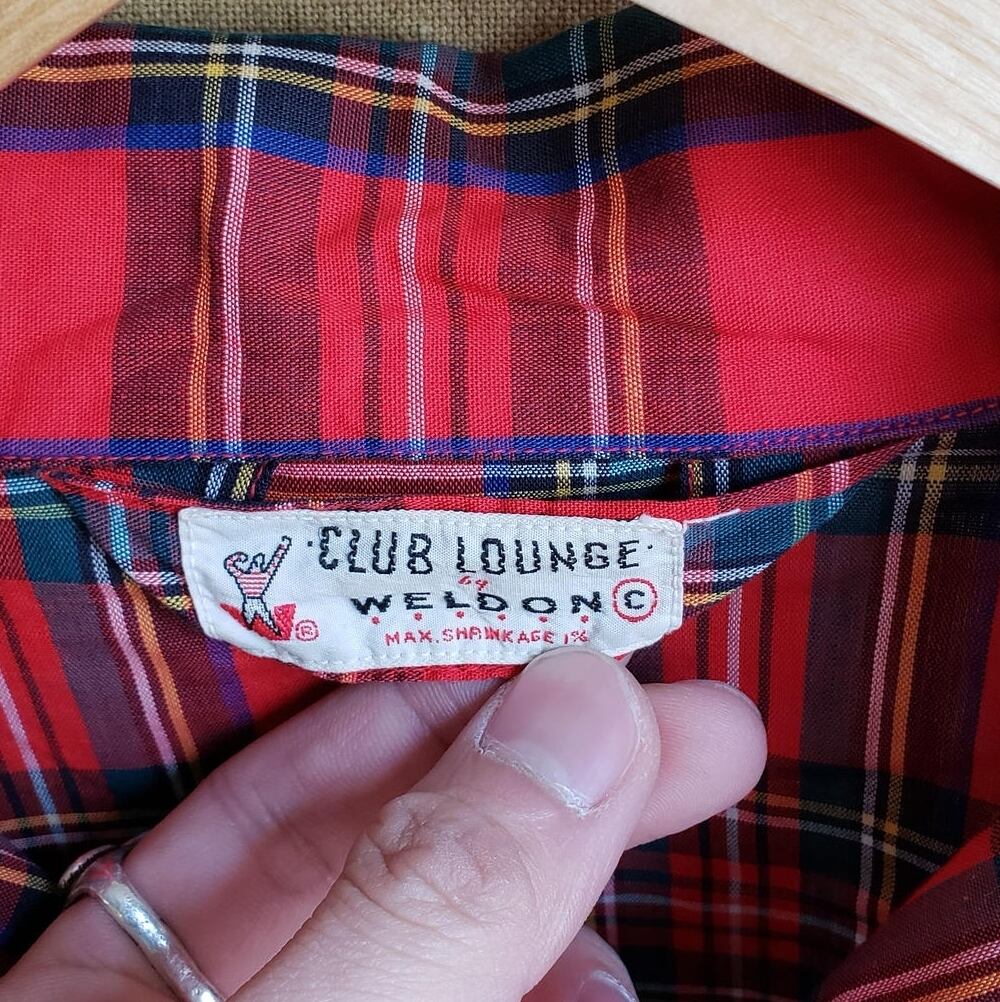 ·CLUB LOUNGE·
by
WELDON ©
MAX. SHRINKAGE 1%
®